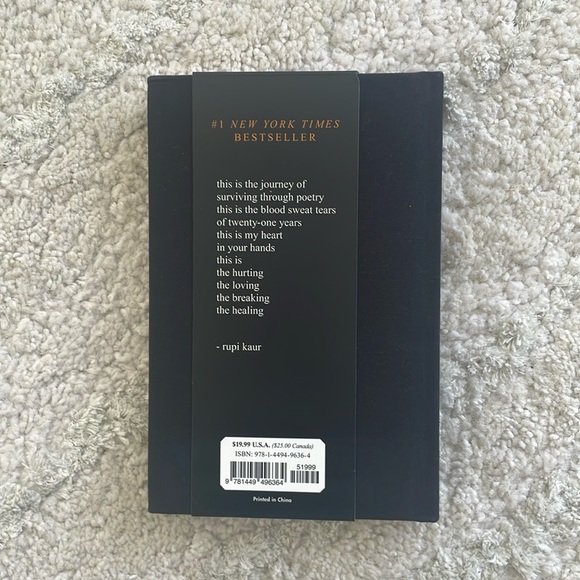 #1 NEW YORK TIMES
BESTSELLER
this is the journey of
surviving through poetry
this is the blood sweat tears
of twenty-one years
this is my heart
in your hands
this is
the hurting
the loving
the breaking
the healing
- rupi kaur
$19.99 U.S.A. ($25.00 Canada)
ISBN: 978-1-4494-9636-4
51999
9 781449 496364
Printed in China